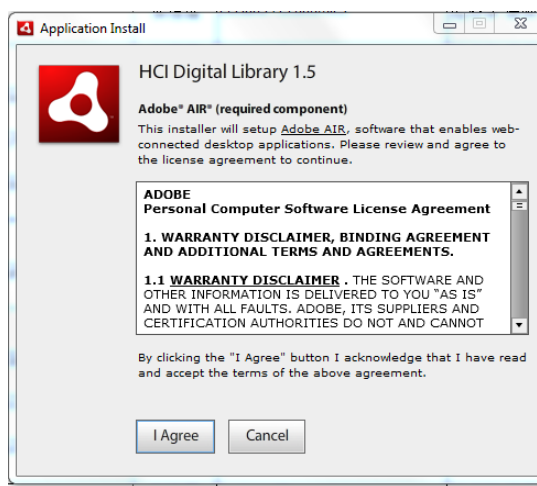 Application Install
HCI Digital Library 1.5
Adobe® AIR® (required component)
This installer will setup Adobe AIR, software that enables web-
connected desktop applications. Please review and agree to
the license agreement to continue.
ADOBE
Personal Computer Software License Agreement
1. WARRANTY DISCLAIMER, BINDING AGREEMENT
AND ADDITIONAL TERMS AND AGREEMENTS.
1.1 WARRANTY DISCLAIMER . THE SOFTWARE AND
OTHER INFORMATION IS DELIVERED TO YOU "AS IS"
AND WITH ALL FAULTS. ADOBE, ITS SUPPLIERS AND
CERTIFICATION AUTHORITIES DO NOT AND CANNOT
By clicking the "I Agree" button I acknowledge that I have read
and accept the terms of the above agreement.
I Agree
Cancel